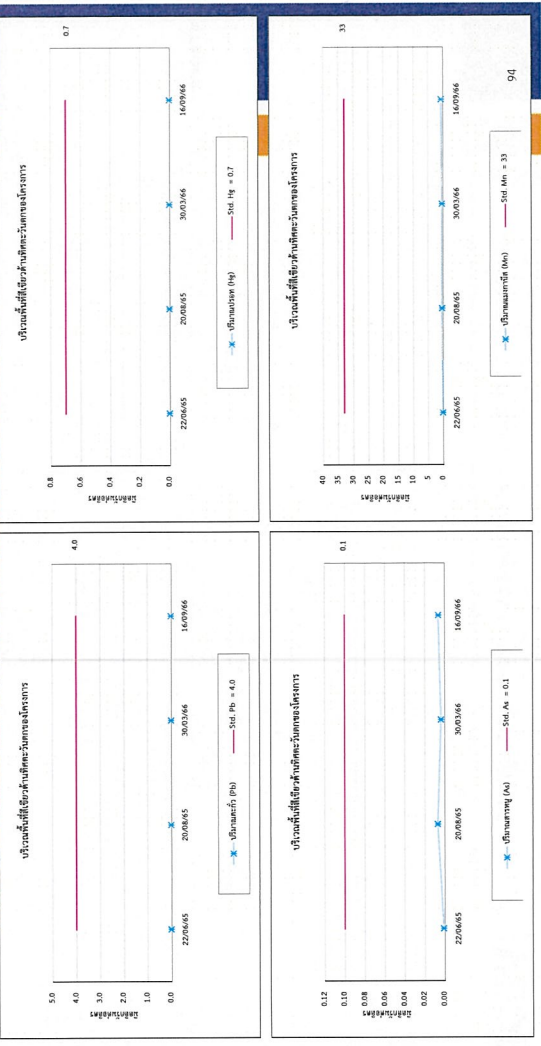 บริเวณพื้นที่สีเขียวด้านทิศตะวันตกของโครงการ
มิลลิกรัมต่อลิตร
5.0
4.0
3.0
2.0
1.0
0.0
4.0
22/06/65 20/08/65 30/03/66 16/09/66
ปริมาณตะกั่ว (Pb) Std. Pb = 4.0
บริเวณพื้นที่สีเขียวด้านทิศตะวันตกของโครงการ
มิลลิกรัมต่อลิตร
0.8
0.6
0.4
0.2
0.0
0.7
22/06/65 20/08/65 30/03/66 16/09/66
ปริมาณปรอท (Hg) Std. Hg = 0.7
บริเวณพื้นที่สีเขียวด้านทิศตะวันตกของโครงการ
มิลลิกรัมต่อลิตร
0.12
0.10
0.08
0.06
0.04
0.02
0.00
0.1
22/06/65 20/08/65 30/03/66 16/09/66
ปริมาณสารหนู (As) Std. As = 0.1
บริเวณพื้นที่สีเขียวด้านทิศตะวันตกของโครงการ
มิลลิกรัมต่อลิตร
40
35
30
25
20
15
10
5
0
33
22/06/65 20/08/65 30/03/66 16/09/66
ปริมาณแมงกานีส (Mn) Std. Mn = 33
94